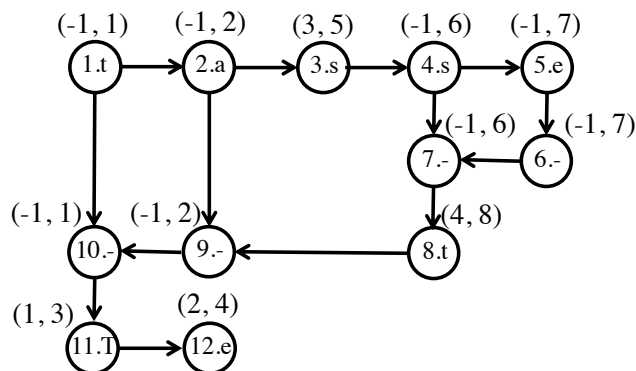 (-1, 1) (-1, 2) (3, 5) (-1, 6) (-1, 7)
1.t 2.a 3.s 4.s 5.e
(-1, 6) (-1, 7)
7.- 6.-
(-1, 1) (-1, 2) (4, 8)
10.- 9.- 8.t
(1, 3) (2, 4)
11.T 12.e